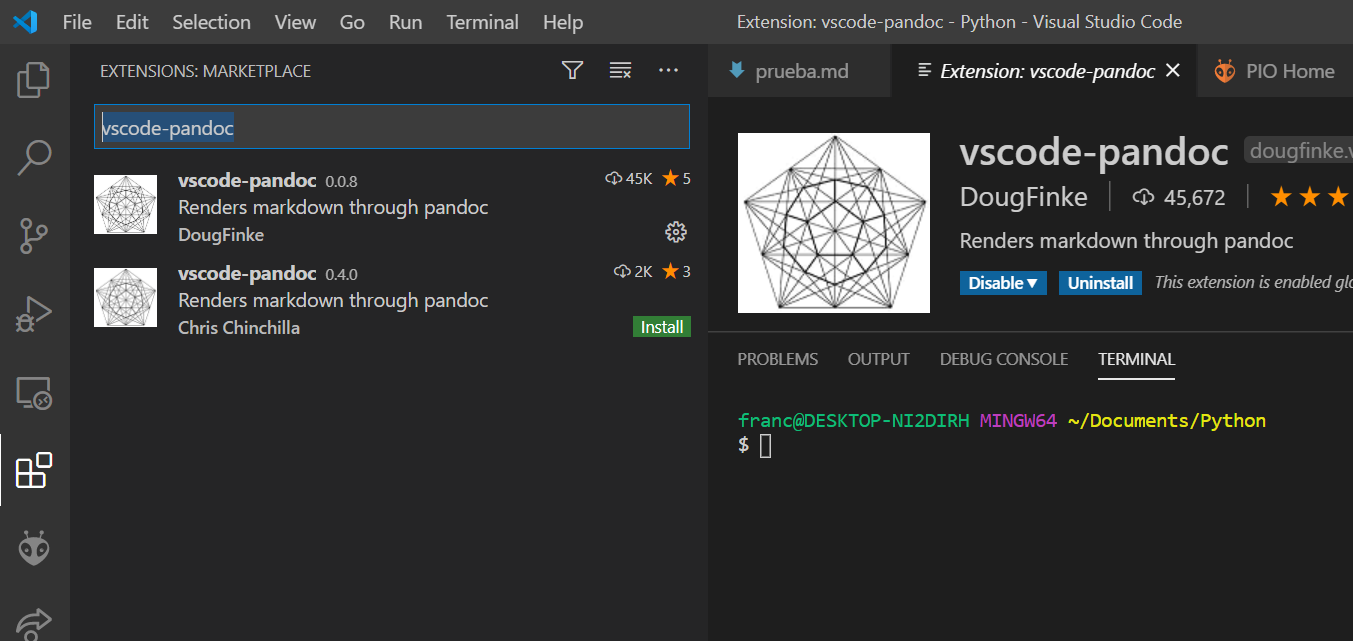 File Edit Selection View Go Run Terminal Help
Extension: vscode-pandoc - Python - Visual Studio Code
EXTENSIONS: MARKETPLACE
vscode-pandoc
vscode-pandoc 0.0.8
45K 5
Renders markdown through pandoc
DougFinke
vscode-pandoc 0.4.0
2K 3
Renders markdown through pandoc
Chris Chinchilla
Install
prueba.md
Extension: vscode-pandoc
PIO Home
vscode-pandoc dougfinke.v
DougFinke 45,672
Renders markdown through pandoc
Disable Uninstall This extension is enabled glo
PROBLEMS OUTPUT DEBUG CONSOLE TERMINAL
franc@DESKTOP-NI2DIRH MINGW64 ~/Documents/Python
$